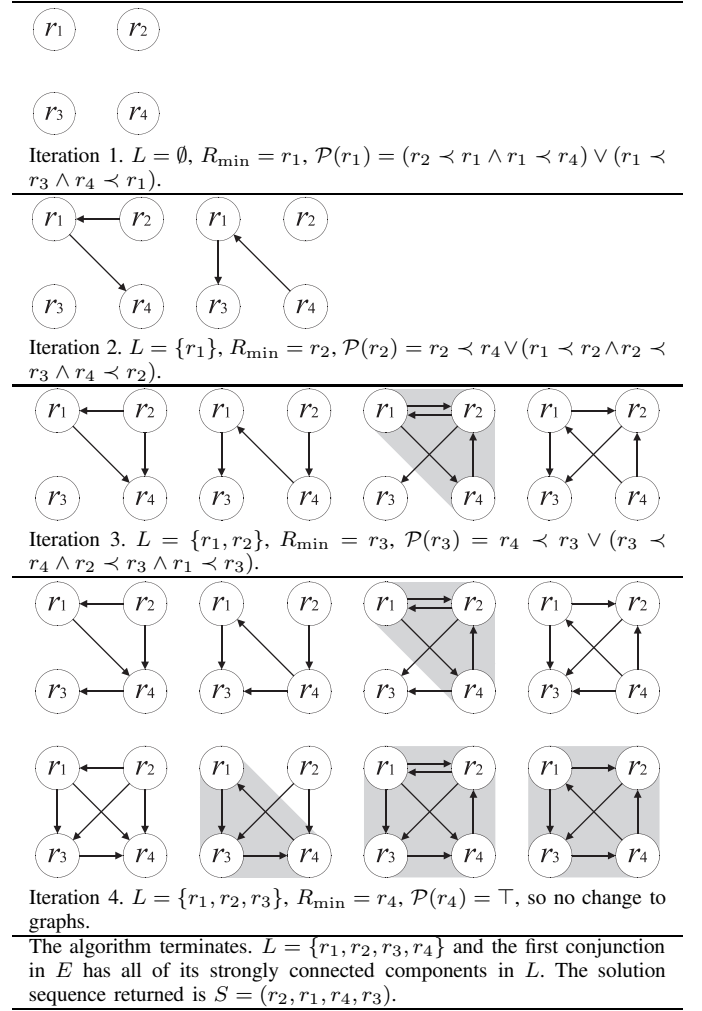 r1 r2
r3 r4
Iteration 1. L = ∅, Rmin = r1, P(r1) = (r2 ≺ r1 ∧ r1 ≺ r4) ∨ (r1 ≺
r3 ∧ r4 ≺ r1).
r1 r2 r1 r2
r3 r4 r3 r4
Iteration 2. L = {r1}, Rmin = r2, P(r2) = r2 ≺ r4 ∨ (r1 ≺ r2 ∧ r2 ≺
r3 ∧ r4 ≺ r2).
r1 r2 r1 r2 r1 r2 r1 r2
r3 r4 r3 r4 r3 r4 r3 r4
Iteration 3. L = {r1, r2}, Rmin = r3, P(r3) = r4 ≺ r3 ∨ (r3 ≺
r4 ∧ r2 ≺ r3 ∧ r1 ≺ r3).
r1 r2 r1 r2 r1 r2 r1 r2
r3 r4 r3 r4 r3 r4 r3 r4
r1 r2 r1 r2 r1 r2 r1 r2
r3 r4 r3 r4 r3 r4 r3 r4
Iteration 4. L = {r1, r2, r3}, Rmin = r4, P(r4) = ⊤, so no change to
graphs.
The algorithm terminates. L = {r1, r2, r3, r4} and the first conjunction
in E has all of its strongly connected components in L. The solution
sequence returned is S = (r2, r1, r4, r3).